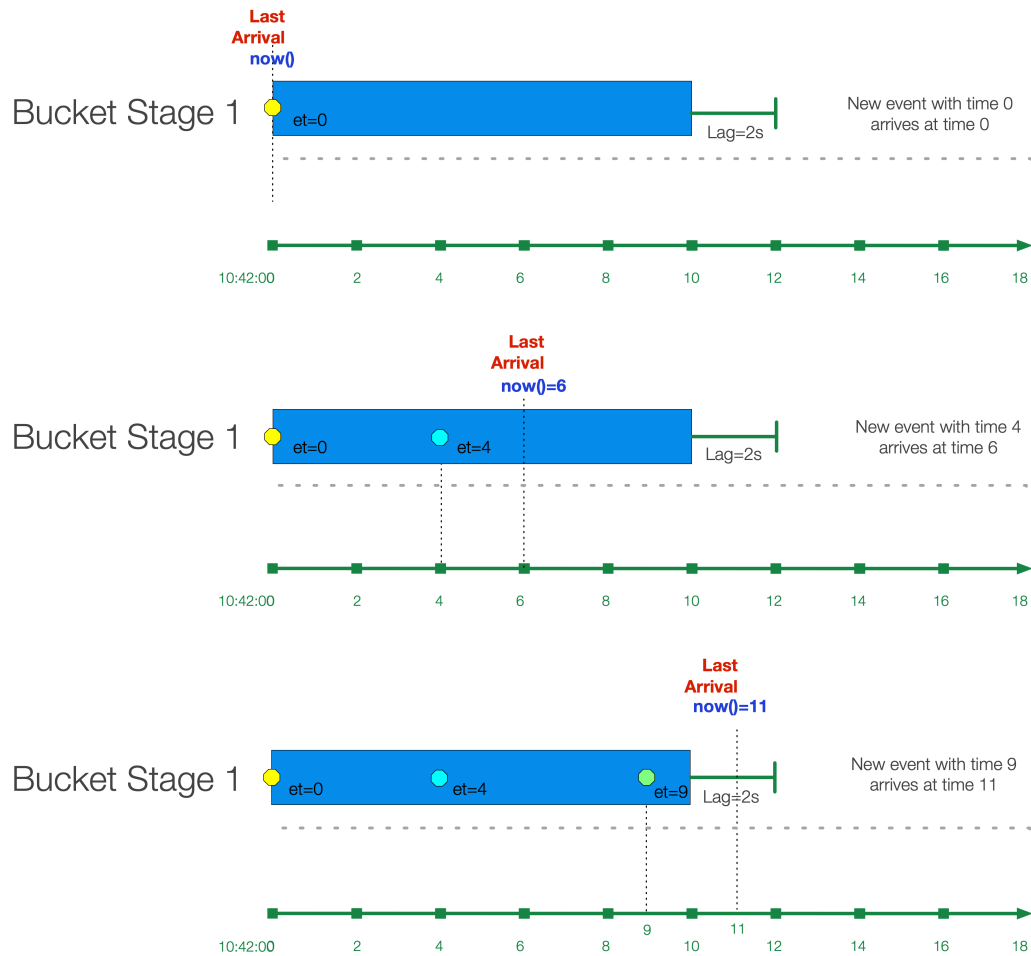 Last
Arrival
now()
Bucket Stage 1
et=0
Lag=2s
New event with time 0
arrives at time 0
10:42:00
2
4
6
8
10
12
14
16
18
Last
Arrival
now()=6
Bucket Stage 1
et=0
et=4
Lag=2s
New event with time 4
arrives at time 6
10:42:00
2
4
6
8
10
12
14
16
18
Last
Arrival
now()=11
Bucket Stage 1
et=0
et=4
et=9
Lag=2s
New event with time 9
arrives at time 11
9
11
10:42:00
2
4
6
8
10
12
14
16
18